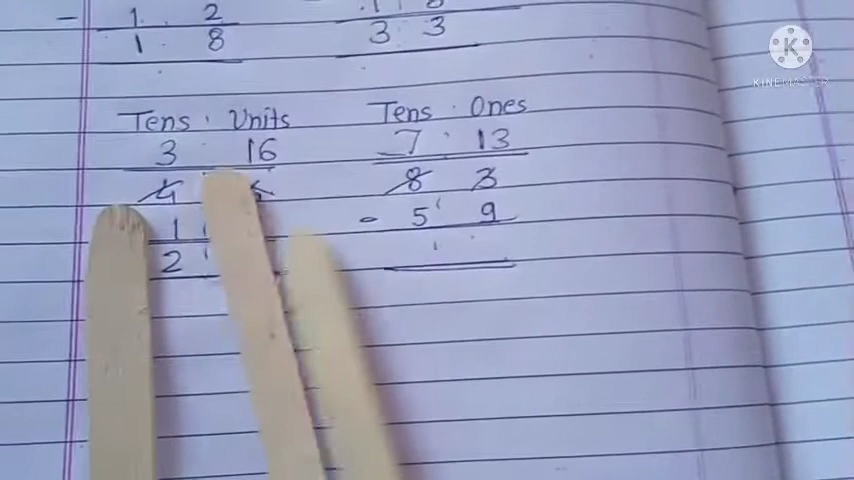 - 1 2
1 8
3 3
Tens Units
3 16
4
1
2
Tens Ones
7 13
8 3
- 5 9
K
KINEMASTER